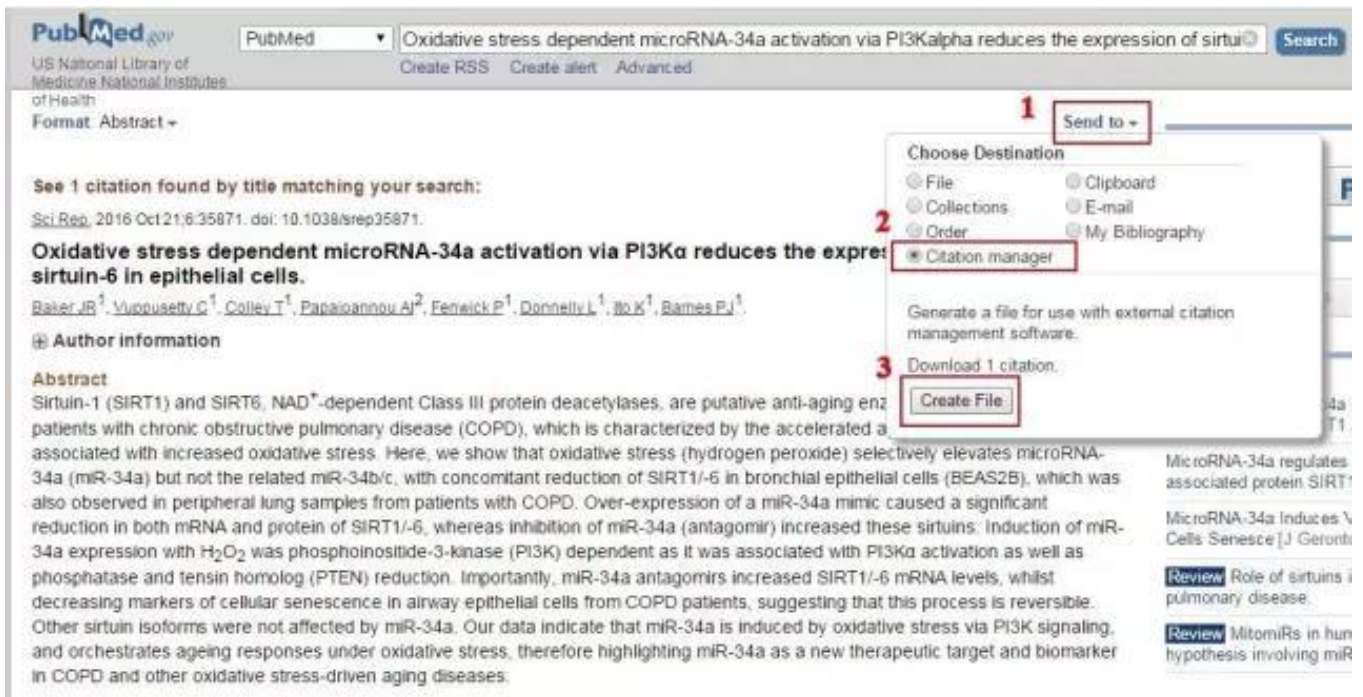 PubMed.gov
US National Library of
Medicine National Institutes
of Health
PubMed
Oxidative stress dependent microRNA-34a activation via PI3Kalpha reduces the expression of sirtui
Search
Create RSS Create alert Advanced
Format: Abstract
1
Send to
Choose Destination
File Clipboard
Collections E-mail
2
Order My Bibliography
Citation manager
Generate a file for use with external citation
management software.
Download 1 citation.
3
Create File
See 1 citation found by title matching your search:
Sci Rep. 2016 Oct 21;6:35871. doi: 10.1038/srep35871.
Oxidative stress dependent microRNA-34a activation via PI3Kα reduces the expres
sirtuin-6 in epithelial cells.
Baker JR1, Vuppusetty C1, Colley T1, Papaioannou AI2, Fenwick P1, Donnelly L1, Ito K1, Barnes PJ1.
Author information
Abstract
Sirtuin-1 (SIRT1) and SIRT6, NAD+-dependent Class III protein deacetylases, are putative anti-aging enz
patients with chronic obstructive pulmonary disease (COPD), which is characterized by the accelerated a
associated with increased oxidative stress. Here, we show that oxidative stress (hydrogen peroxide) selectively elevates microRNA-
34a (miR-34a) but not the related miR-34b/c, with concomitant reduction of SIRT1/-6 in bronchial epithelial cells (BEAS2B), which was
also observed in peripheral lung samples from patients with COPD. Over-expression of a miR-34a mimic caused a significant
reduction in both mRNA and protein of SIRT1/-6, whereas inhibition of miR-34a (antagomir) increased these sirtuins. Induction of miR-
34a expression with H2O2 was phosphoinositide-3-kinase (PI3K) dependent as it was associated with PI3Kα activation as well as
phosphatase and tensin homolog (PTEN) reduction. Importantly, miR-34a antagomirs increased SIRT1/-6 mRNA levels, whilst
decreasing markers of cellular senescence in airway epithelial cells from COPD patients, suggesting that this process is reversible.
Other sirtuin isoforms were not affected by miR-34a. Our data indicate that miR-34a is induced by oxidative stress via PI3K signaling,
and orchestrates ageing responses under oxidative stress, therefore highlighting miR-34a as a new therapeutic target and biomarker
in COPD and other oxidative stress-driven aging diseases.
MicroRNA-34a regulates
associated protein SIRT1
MicroRNA-34a Induces V
Cells Senesce [J Geronto
Review Role of sirtuins i
pulmonary disease.
Review MitomiRs in hum
hypothesis involving miR